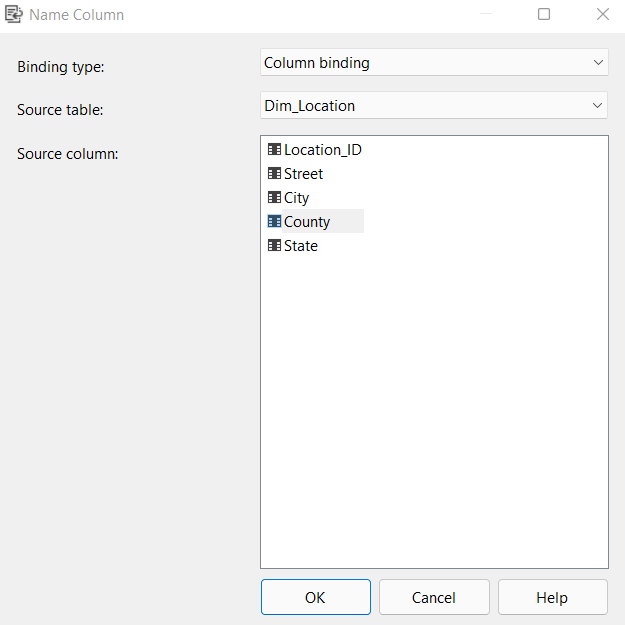 Name Column
Binding type:
Column binding
Source table:
Dim_Location
Source column:
Location_ID
Street
City
County
State
OK
Cancel
Help